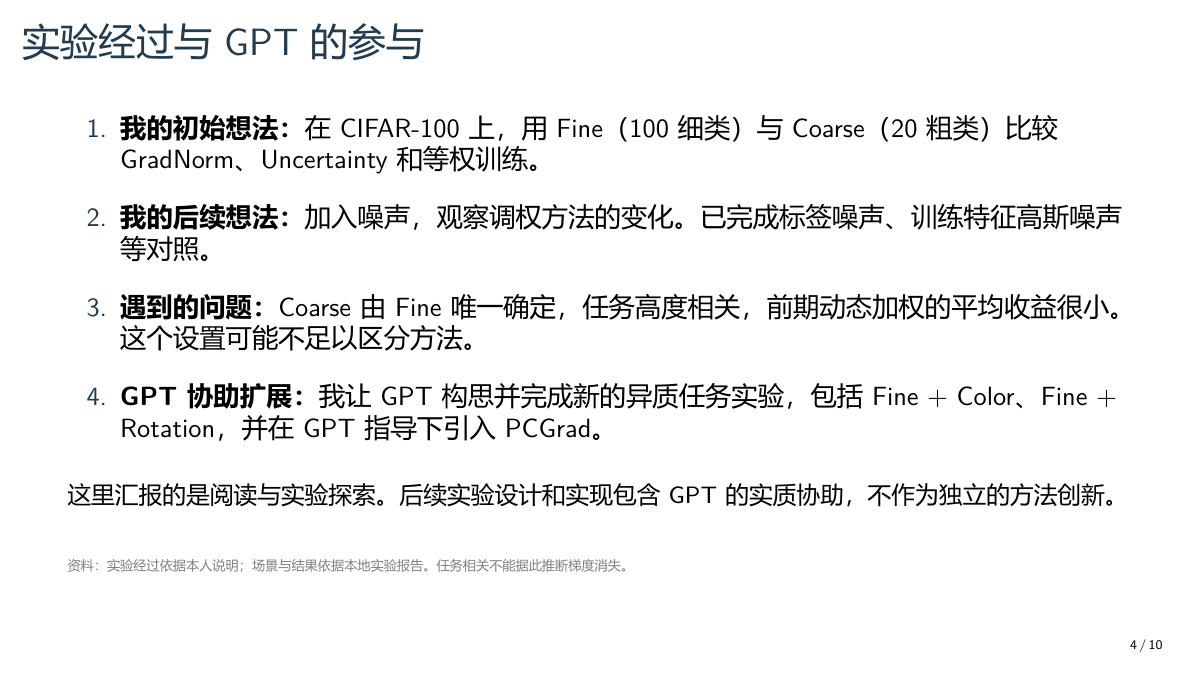 实验经过与 GPT 的参与
1. 我的初始想法：在 CIFAR-100 上，用 Fine（100 细类）与 Coarse（20 粗类）比较
GradNorm、Uncertainty 和等权训练。
2. 我的后续想法：加入噪声，观察调权方法的变化。已完成标签噪声、训练特征高斯噪声
等对照。
3. 遇到的问题：Coarse 由 Fine 唯一确定，任务高度相关，前期动态加权的平均收益很小。
这个设置可能不足以区分方法。
4. GPT 协助扩展：我让 GPT 构思并完成新的异质任务实验，包括 Fine + Color、Fine +
Rotation，并在 GPT 指导下引入 PCGrad。
这里汇报的是阅读与实验探索。后续实验设计和实现包含 GPT 的实质协助，不作为独立的方法创新。
资料：实验经过依据本人说明；场景与结果依据本地实验报告。任务相关不能据此推断梯度消失。
4 / 10